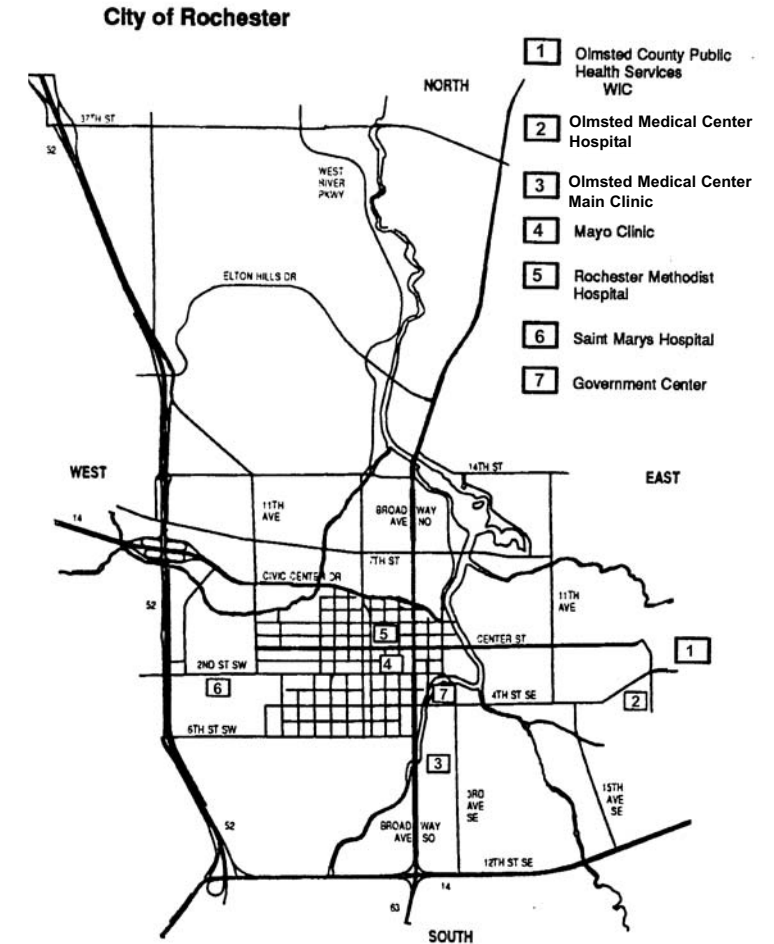 City of Rochester
NORTH
1
Olmsted County Public
Health Services
WIC
2
Olmsted Medical Center
Hospital
3
Olmsted Medical Center
Main Clinic
4
Mayo Clinic
5
Rochester Methodist
Hospital
6
Saint Marys Hospital
7
Government Center
37TH ST
52
WEST
RIVER
PKWY
ELTON HILLS DR
WEST
14TH ST
EAST
14
11TH
AVE
BROAD WAY
AVE NO
7TH ST
CIVIC CENTER DR
52
11TH
AVE
5
CENTER ST
1
2ND ST SW
4
6
7
4TH ST SE
2
6TH ST SW
3
3RD
AVE
SE
15TH
AVE
SE
52
BROAD WAY
AVE SO
12TH ST SE
14
63
SOUTH